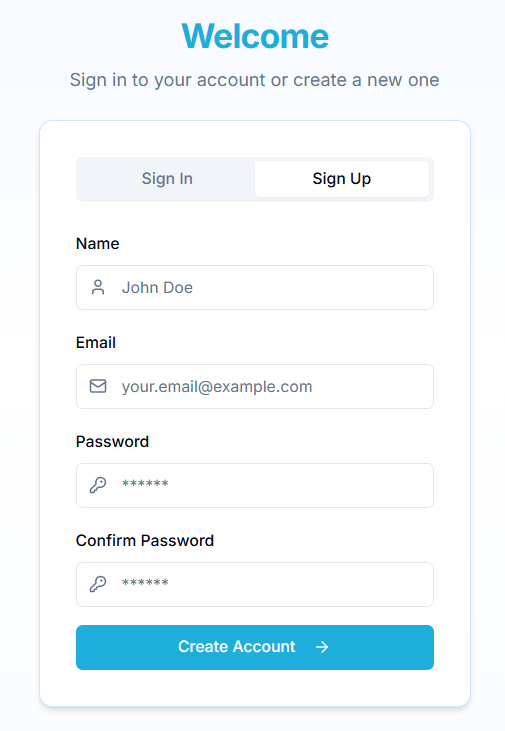 Welcome
Sign in to your account or create a new one
Sign In
Sign Up
Name
John Doe
Email
your.email@example.com
Password
******
Confirm Password
******
Create Account →